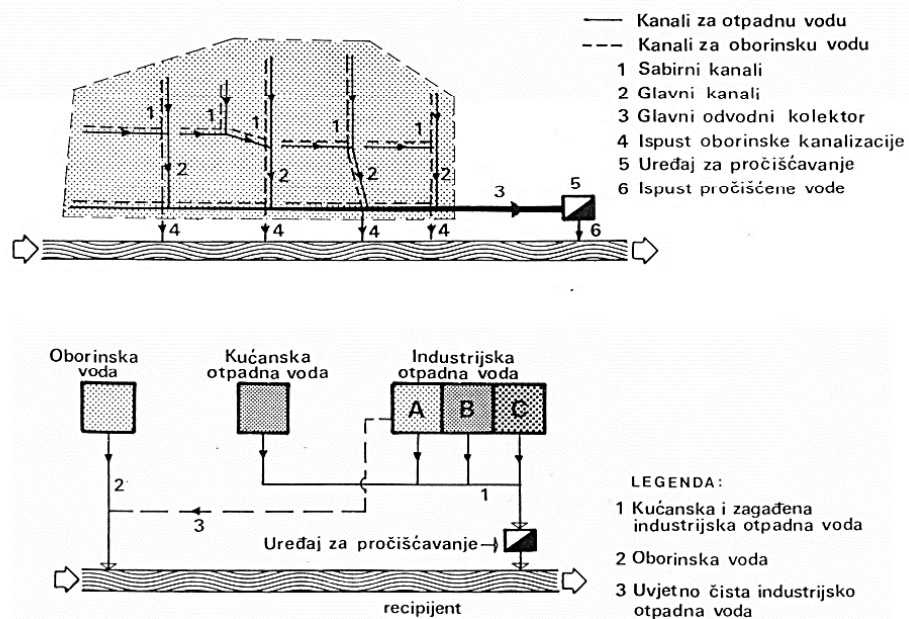 Kanali za otpadnu vodu
Kanali za oborinsku vodu
1 Sabirni kanali
2 Glavni kanali
3 Glavni odvodni kolektor
4 Ispust oborinske kanalizacije
5 Uređaj za pročišćavanje
6 Ispust pročišćene vode
1
1
1
1
1
2
2
2
2
3
5
4
4
4
4
6
Oborinska
voda
Kućanska
otpadna voda
Industrijska
otpadna voda
A B C
2
3
1
Uređaj za pročišćavanje
recipijent
LEGENDA:
1 Kućanska i zagađena
industrijska otpadna voda
2 Oborinska voda
3 Uvjetno čista industrijsko
otpadna voda